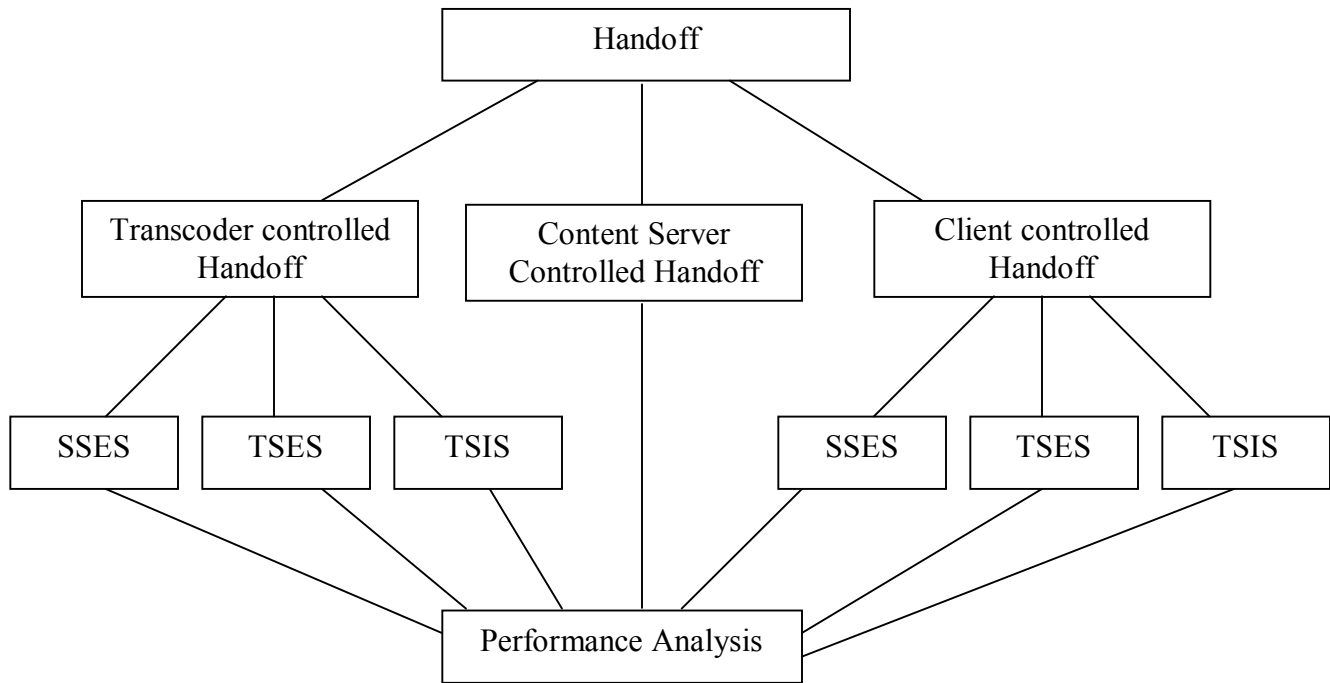 Handoff
Transcoder controlled
Handoff
Content Server
Controlled Handoff
Client controlled
Handoff
SSES
TSES
TSIS
SSES
TSES
TSIS
Performance Analysis